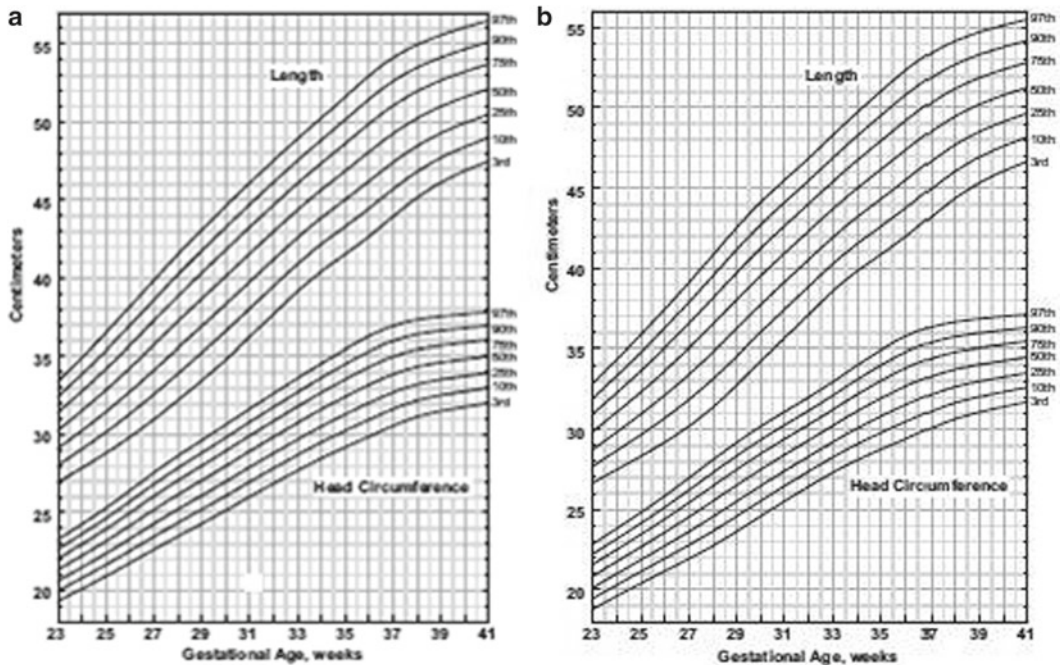 a
Centimeters
55
50
45
40
35
30
25
20
Length
97th
90th
75th
50th
25th
10th
3rd
97th
90th
75th
50th
25th
10th
3rd
Head Circumference
23 25 27 29 31 33 35 37 39 41
Gestational Age, weeks
b
Centimeters
55
50
45
40
35
30
25
20
Length
97th
90th
75th
50th
25th
10th
3rd
97th
90th
75th
50th
25th
10th
3rd
Head Circumference
23 25 27 29 31 33 35 37 39 41
Gestational Age, weeks